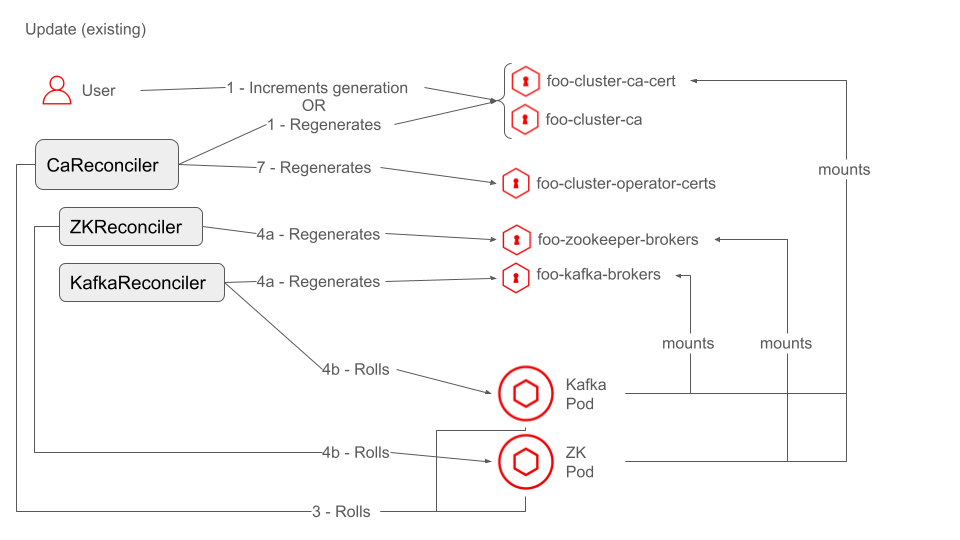 Update (existing)
User
1 - Increments generation
OR
1 - Regenerates
foo-cluster-ca-cert
foo-cluster-ca
CaReconciler
7 - Regenerates
foo-cluster-operator-certs
mounts
ZKReconciler
4a - Regenerates
foo-zookeeper-brokers
KafkaReconciler
4a - Regenerates
foo-kafka-brokers
mounts
mounts
4b - Rolls
Kafka
Pod
4b - Rolls
ZK
Pod
3 - Rolls